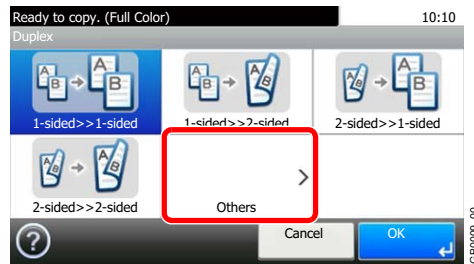 Ready to copy. (Full Color) 10:10
Duplex
A B A B
A B A B
A B A B
1-sided>>1-sided 1-sided>>2-sided 2-sided>>1-sided
A B A B
2-sided>>2-sided Others
? Cancel OK